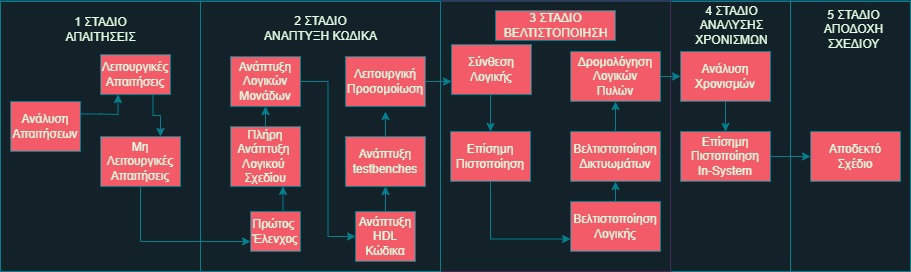 1 ΣΤΑΔΙΟ
ΑΠΑΙΤΗΣΕΙΣ
Λειτουργικές
Απαιτήσεις
Ανάλυση
Απαιτήσεων
Μη
Λειτουργικές
Απαιτήσεις
2 ΣΤΑΔΙΟ
ΑΝΑΠΤΥΞΗ ΚΩΔΙΚΑ
Πρώτος
Έλενχος
Πλήρη
Ανάπτυξη
Λογικού
Σχεδίου
Ανάπτυξη
Λογικών
Μονάδων
Ανάπτυξη
HDL
Κώδικα
Ανάπτυξη
testbenches
Λειτουργική
Προσομοίωση
3 ΣΤΑΔΙΟ
ΒΕΛΤΙΣΤΟΠΟΙΗΣΗ
Σύνθεση
Λογικής
Επίσημη
Πιστοποίηση
Βελτιστοποίηση
Λογικής
Βελτιστοποίηση
Δικτυωμάτων
Δρομολόγηση
Λογικών
Πυλών
4 ΣΤΑΔΙΟ
ΑΝΑΛΥΣΗΣ
ΧΡΟΝΙΣΜΩΝ
Ανάλυση
Χρονισμών
Επίσημη
Πιστοποίηση
In-System
5 ΣΤΑΔΙΟ
ΑΠΟΔΟΧΗ
ΣΧΕΔΙΟΥ
Αποδεκτό
Σχέδιο